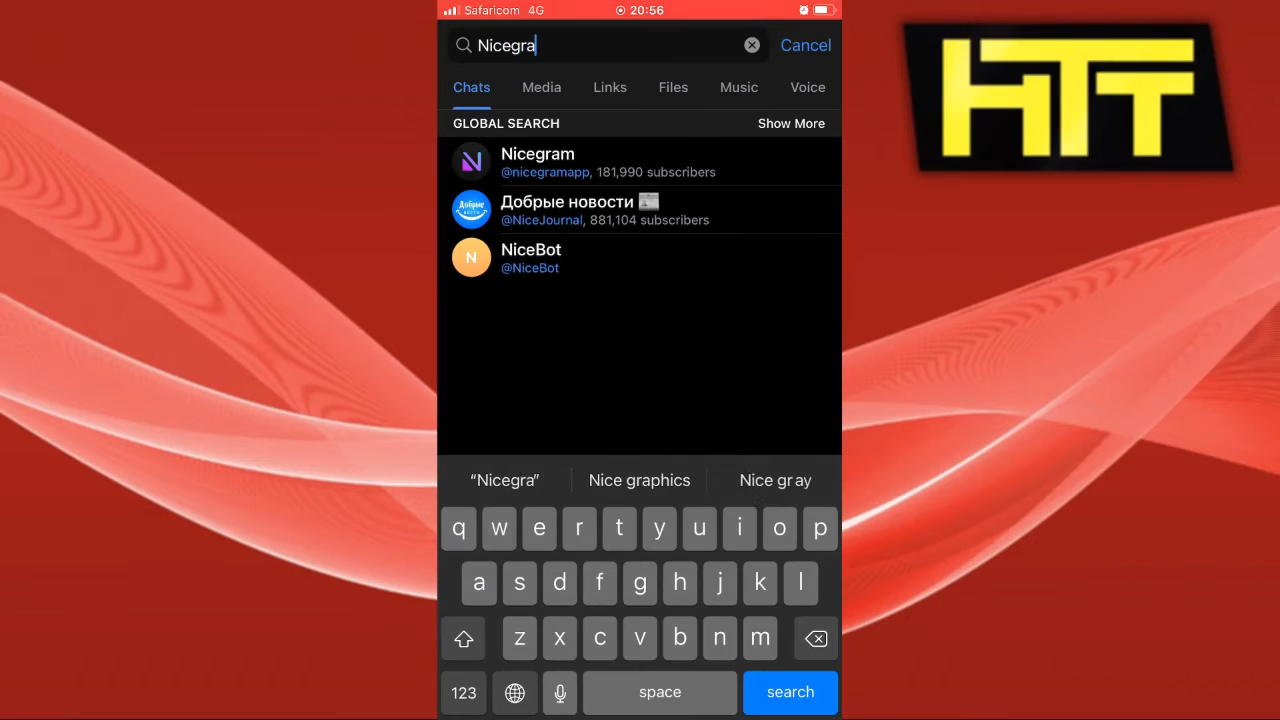 Safaricom 4G 20:56
Nicegra Cancel
Chats Media Links Files Music Voice
GLOBAL SEARCH Show More
Nicegram
@nicegramapp, 181,990 subscribers
Добрые новости
@NiceJournal, 881,104 subscribers
NiceBot
@NiceBot
Добрые
вести
N
N
“Nicegra” Nice graphics Nice gray
q w e r t y u i o p
a s d f g h j k l
z x c v b n m
123 space search
HTT